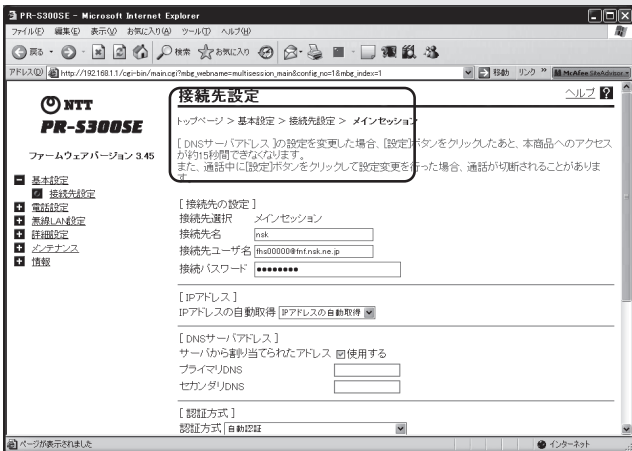 PR-S300SE - Microsoft Internet Explorer
ファイル(F) 編集(E) 表示(V) お気に入り(A) ツール(T) ヘルプ(H)
戻る 検索 お気に入り
アドレス(D) http://192.168.1.1/cgi-bin/main.cgi?mbg_webname=multisession_main&config_no=1&mbg_index=1 移動 リンク » McAfee SiteAdvisor
NTT
PR-S300SE
ファームウェアバージョン 3.45
基本設定
接続先設定
電話設定
無線LAN設定
詳細設定
メンテナンス
情報
接続先設定
ヘルプ ?
トップページ > 基本設定 > 接続先設定 > メインセッション
[ DNSサーバアドレス ]の設定を変更した場合、[設定]ボタンをクリックしたあと、本商品へのアクセス
が約15秒間できなくなります。
また、通話中に[設定]ボタンをクリックして設定変更を行った場合、通話が切断されることがありま
す。
[ 接続先の設定 ]
接続先選択 メインセッション
接続先名 nsk
接続先ユーザ名 fhs00000@fnf.nsk.ne.jp
接続パスワード ●●●●●●●●
[ IPアドレス ]
IPアドレスの自動取得 IPアドレスの自動取得
[ DNSサーバアドレス ]
サーバから割り当てられたアドレス 使用する
プライマリDNS
セカンダリDNS
[ 認証方式 ]
認証方式 自動認証
ページが表示されました インターネット